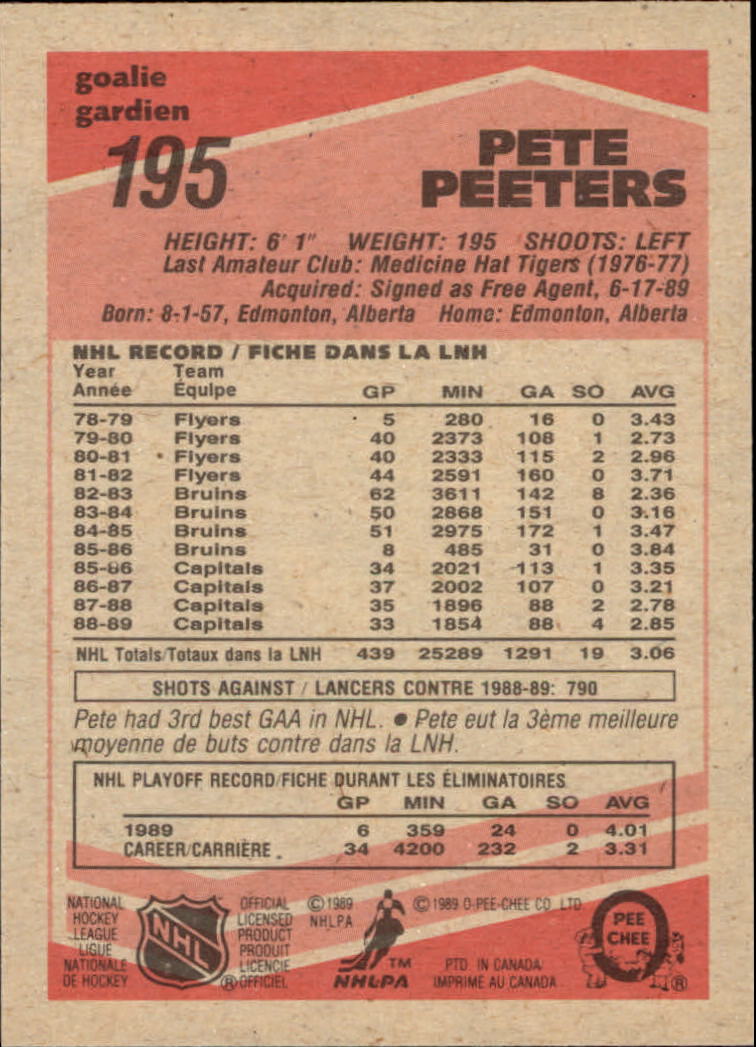 goalie
gardien
195
PETE
PEETERS
HEIGHT: 6' 1" WEIGHT: 195 SHOOTS: LEFT
Last Amateur Club: Medicine Hat Tigers (1976-77)
Acquired: Signed as Free Agent, 6-17-89
Born: 8-1-57, Edmonton, Alberta Home: Edmonton, Alberta
NHL RECORD / FICHE DANS LA LNH
Year Team
Année Équipe GP MIN GA SO AVG
78-79 Flyers 5 280 16 0 3.43
79-80 Flyers 40 2373 108 1 2.73
80-81 Flyers 40 2333 115 2 2.96
81-82 Flyers 44 2591 160 0 3.71
82-83 Bruins 62 3611 142 8 2.36
83-84 Bruins 50 2868 151 0 3.16
84-85 Bruins 51 2975 172 1 3.47
85-86 Bruins 8 485 31 0 3.84
85-86 Capitals 34 2021 113 1 3.35
86-87 Capitals 37 2002 107 0 3.21
87-88 Capitals 35 1896 88 2 2.78
88-89 Capitals 33 1854 88 4 2.85
NHL Totals/Totaux dans la LNH 439 25289 1291 19 3.06
SHOTS AGAINST / LANCERS CONTRE 1988-89: 790
Pete had 3rd best GAA in NHL. ● Pete eut la 3ème meilleure
moyenne de buts contre dans la LNH.
NHL PLAYOFF RECORD/FICHE DURANT LES ÉLIMINATOIRES
GP MIN GA SO AVG
1989 6 359 24 0 4.01
CAREER/CARRIÈRE 34 4200 232 2 3.31
NATIONAL
HOCKEY
LEAGUE
LIGUE
NATIONALE
DE HOCKEY
NHL
OFFICIAL
LICENSED
PRODUCT
PRODUIT
LICENCIE
® OFFICIEL
© 1989
NHLPA
TM
NHLPA
© 1989 O-PEE-CHEE CO LTD
PTD. IN CANADA
IMPRIME AU CANADA
PEE
CHEE
®